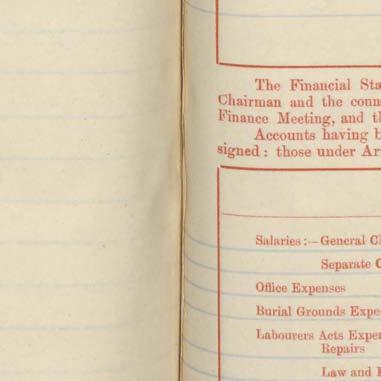 The Financial Sta
Chairman and the coun
Finance Meeting, and th
Accounts having b
signed: those under Ar
Salaries:—General C
Separate C
Office Expenses
Burial Grounds Expe
Labourers Acts Exper
Repairs
Law and